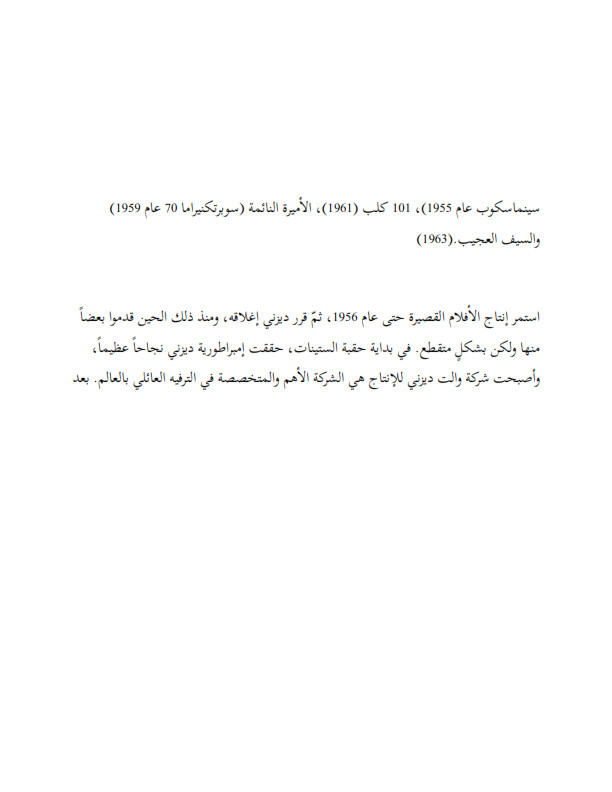 سينماسكوب عام 1955)، 101 كلب (1961)، الأميرة النائمة (سوبرتكنيراما 70 عام 1959)
والسيف العجيب.(1963)
استمر إنتاج الأفلام القصيرة حتى عام 1956، ثمّ قرر ديزني إغلاقه، ومنذ ذلك الحين قدموا بعضاً
منها ولكن بشكلٍ متقطع. في بداية حقبة الستينات، حققت إمبراطورية ديزني نجاحاً عظيماً،
وأصبحت شركة والت ديزني للإنتاج هي الشركة الأهم والمتخصصة في الترفيه العائلي بالعالم. بعد